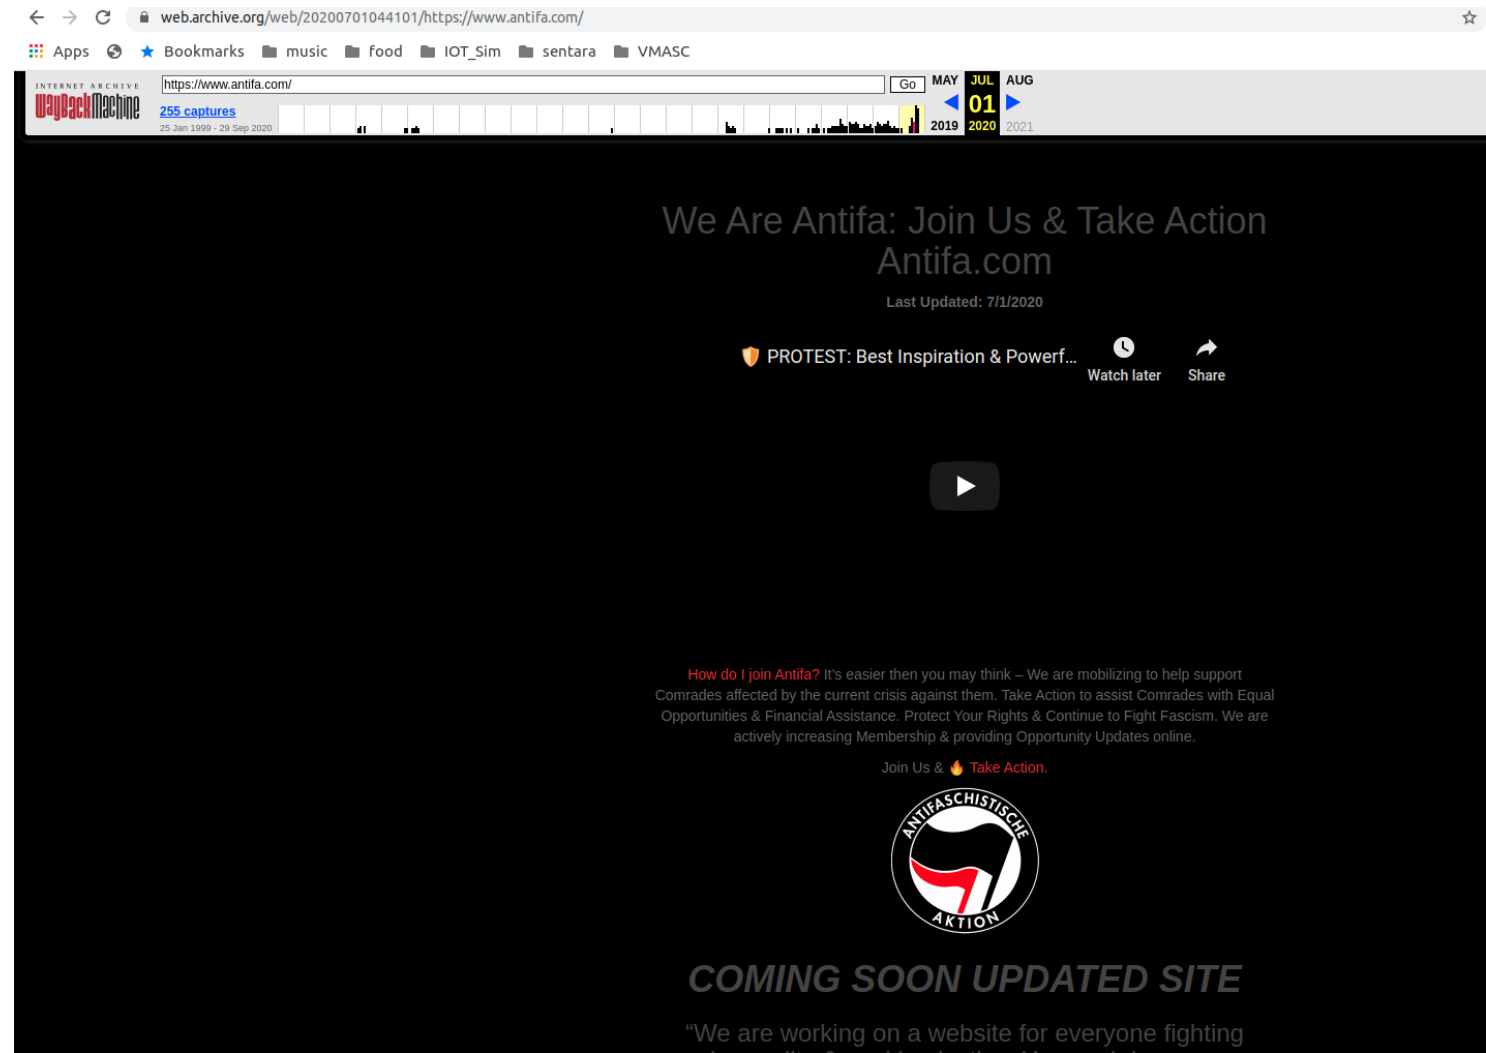 web.archive.org/web/20200701044101/https://www.antifa.com/
Apps Bookmarks music food IOT_Sim sentara VMASC
INTERNET ARCHIVE
WayBackMachine
https://www.antifa.com/
Go
MAY JUL AUG
255 captures
01
25 Jan 1999 - 29 Sep 2020
2019 2020 2021
We Are Antifa: Join Us & Take Action
Antifa.com
Last Updated: 7/1/2020
PROTEST: Best Inspiration & Powerf...
Watch later
Share
How do I join Antifa? It's easier then you may think – We are mobilizing to help support
Comrades affected by the current crisis against them. Take Action to assist Comrades with Equal
Opportunities & Financial Assistance. Protect Your Rights & Continue to Fight Fascism. We are
actively increasing Membership & providing Opportunity Updates online.
Join Us & 🔥 Take Action.
ANTIFASCHISTISCHE
AKTION
COMING SOON UPDATED SITE
“We are working on a website for everyone fighting